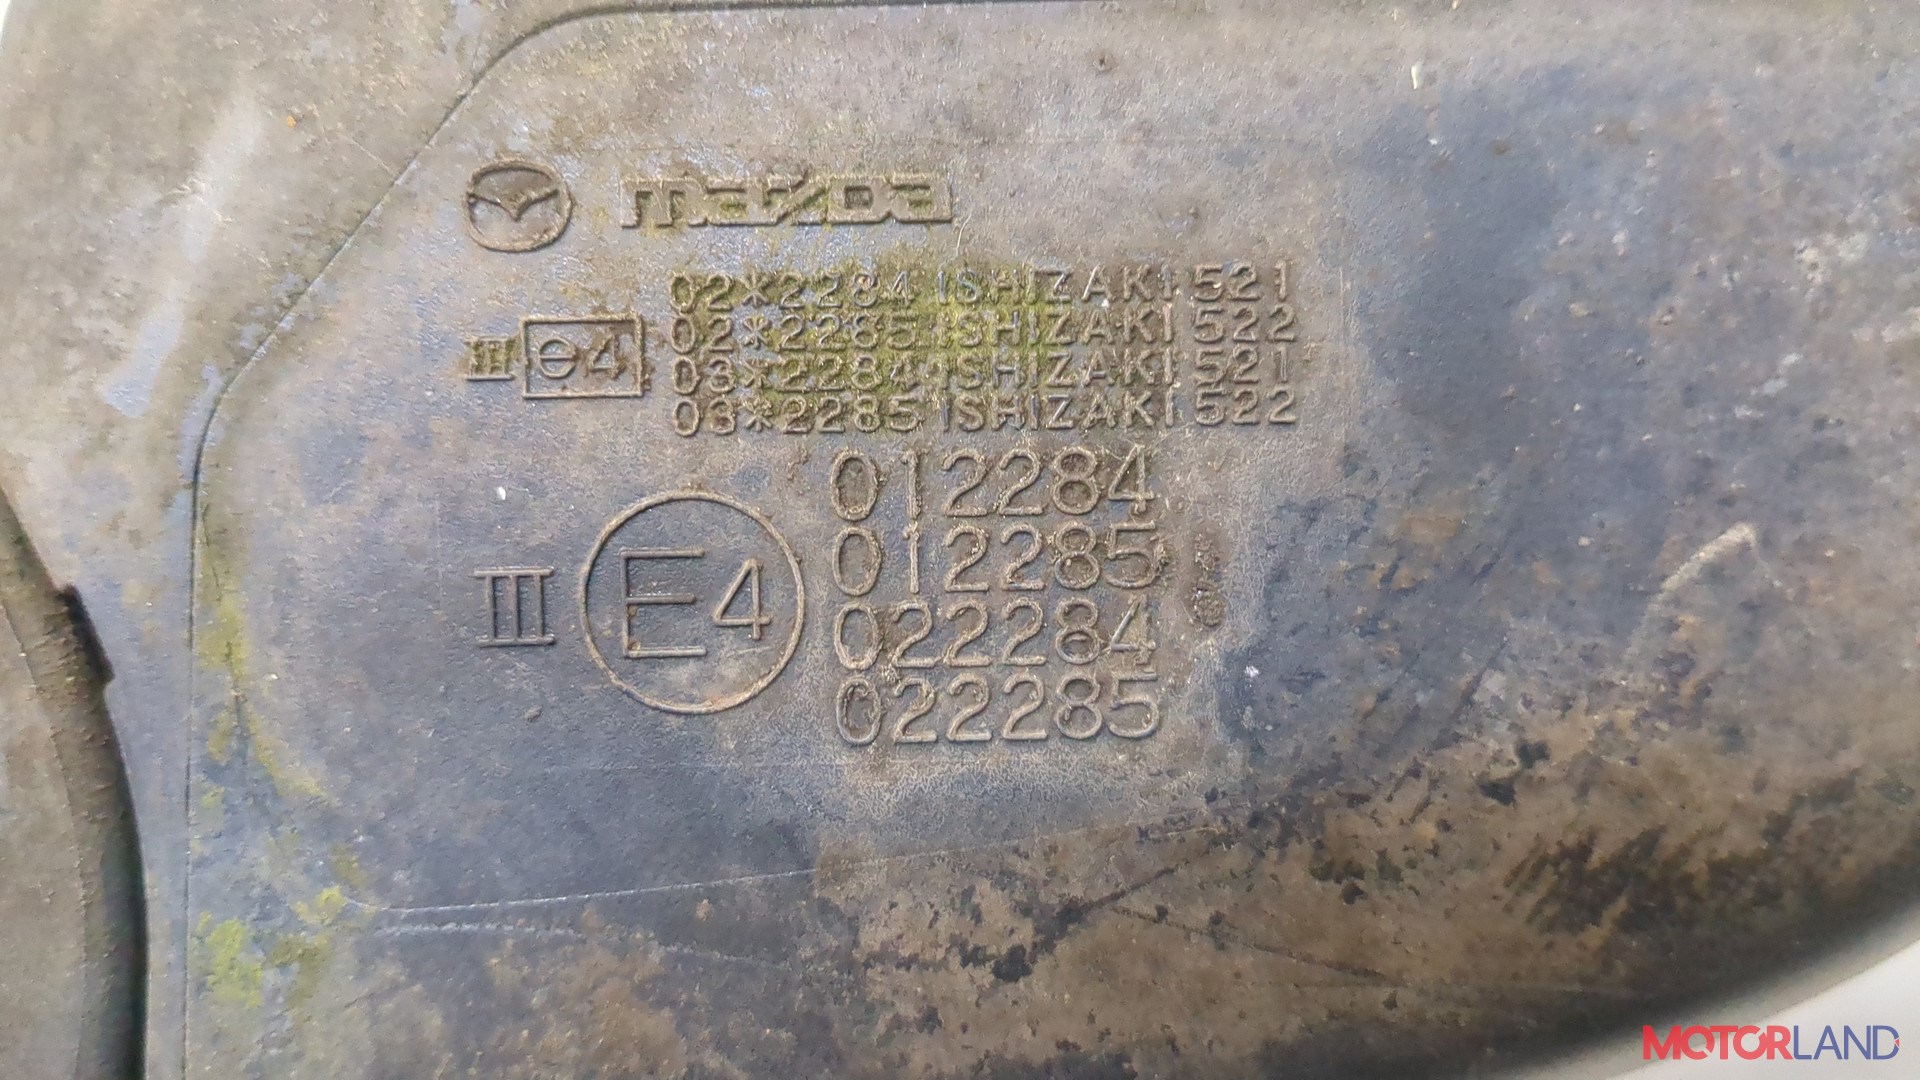 mazda
02*2284 ISHIZAKI 521
02*2285 ISHIZAKI 522
III e4 03*2284 ISHIZAKI 521
03*2285 ISHIZAKI 522
012284
012285
III E4 022284
022285
MOTORLAND